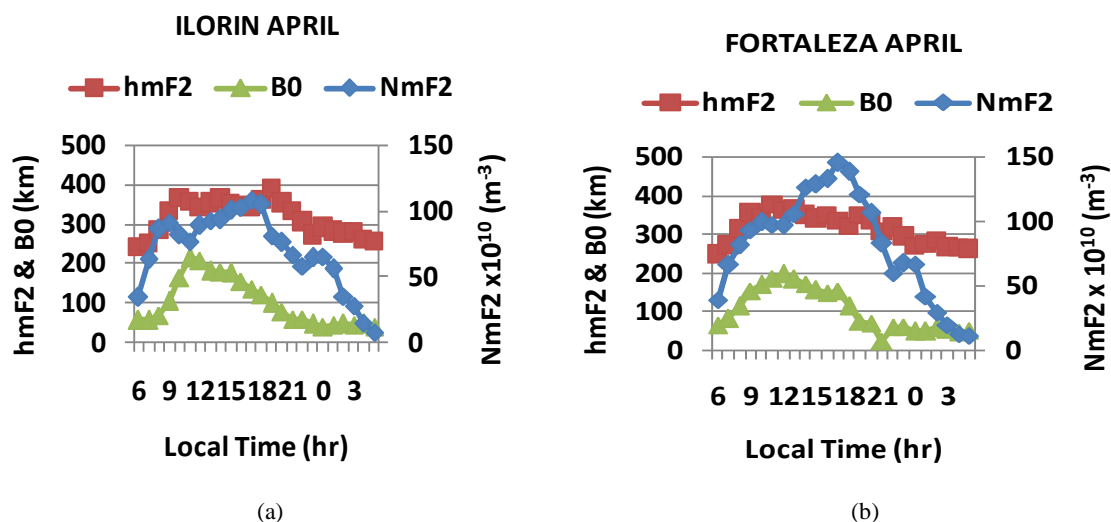 ILORIN APRIL
hmF2 B0 NmF2
500
400
300
200
100
0
150
100
50
0
hmF2 & B0 (km)
NmF2 x10¹⁰ (m⁻³)
6 9 12 15 18 21 0 3
Local Time (hr)
(a)
FORTALEZA APRIL
hmF2 B0 NmF2
500
400
300
200
100
0
150
100
50
0
hmF2 & B0 (km)
NmF2 x 10¹⁰ (m⁻³)
6 9 12 15 18 21 0 3
Local Time (hr)
(b)